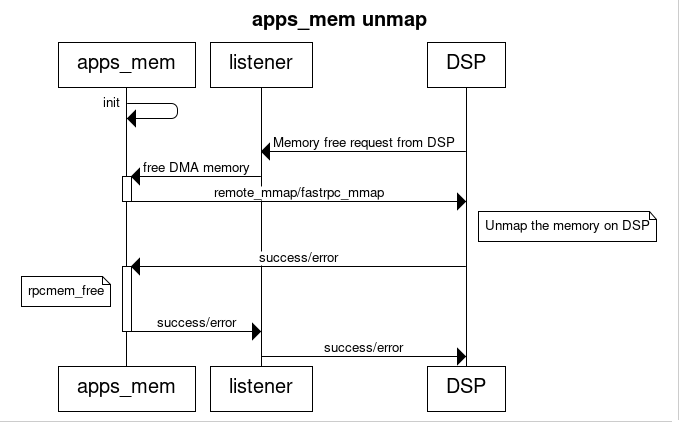 apps_mem unmap
apps_mem listener DSP
init
Memory free request from DSP
free DMA memory
remote_mmap/fastrpc_mmap
Unmap the memory on DSP
success/error
rpcmem_free
success/error
success/error
apps_mem listener DSP